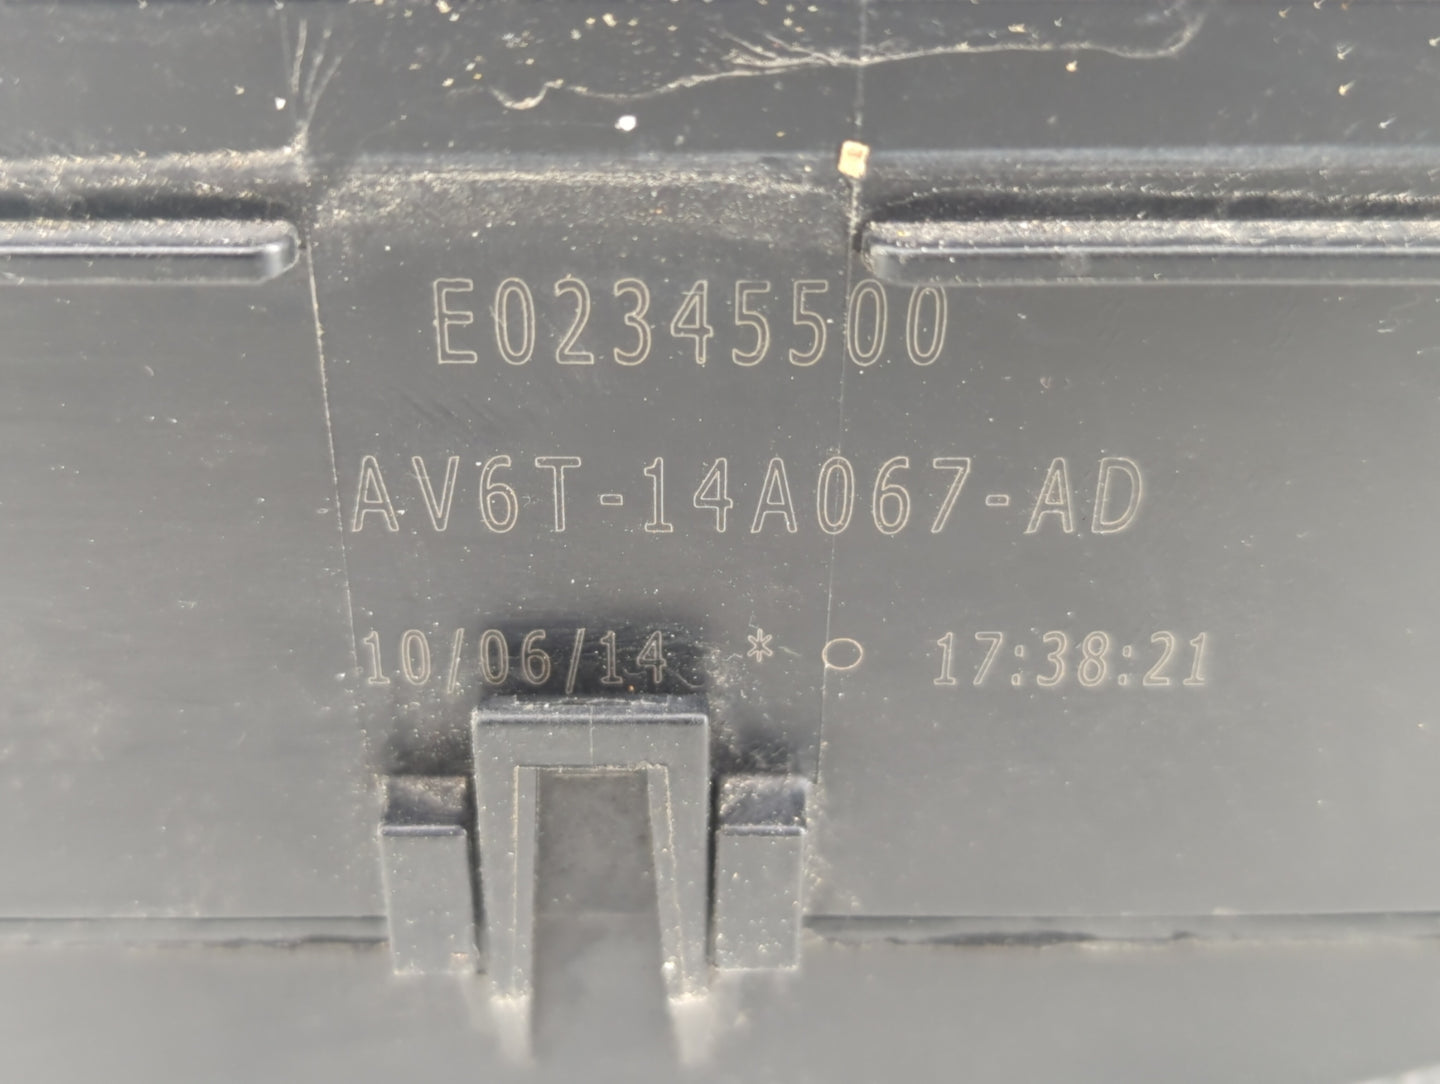 E02345500
AV6T-14A067-AD
10/06/14 * O 17:38:21